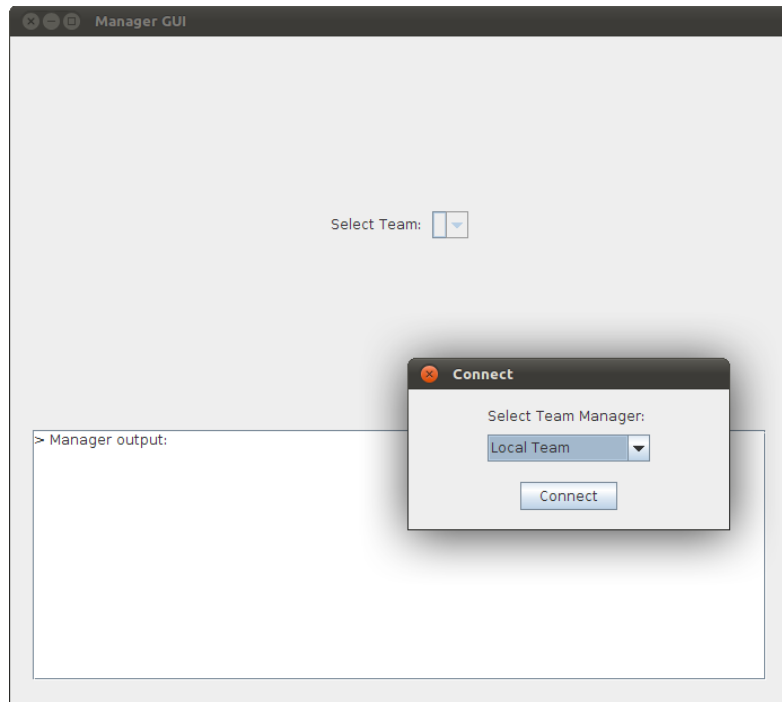 Manager GUI
Select Team:
Connect
Select Team Manager:
Local Team
Connect
> Manager output: